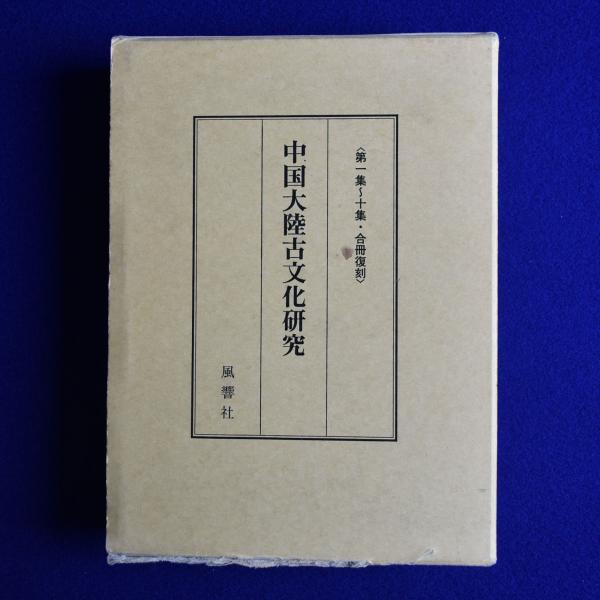 〈第一集～十集・合冊復刻〉
中国大陸古文化研究
風響社